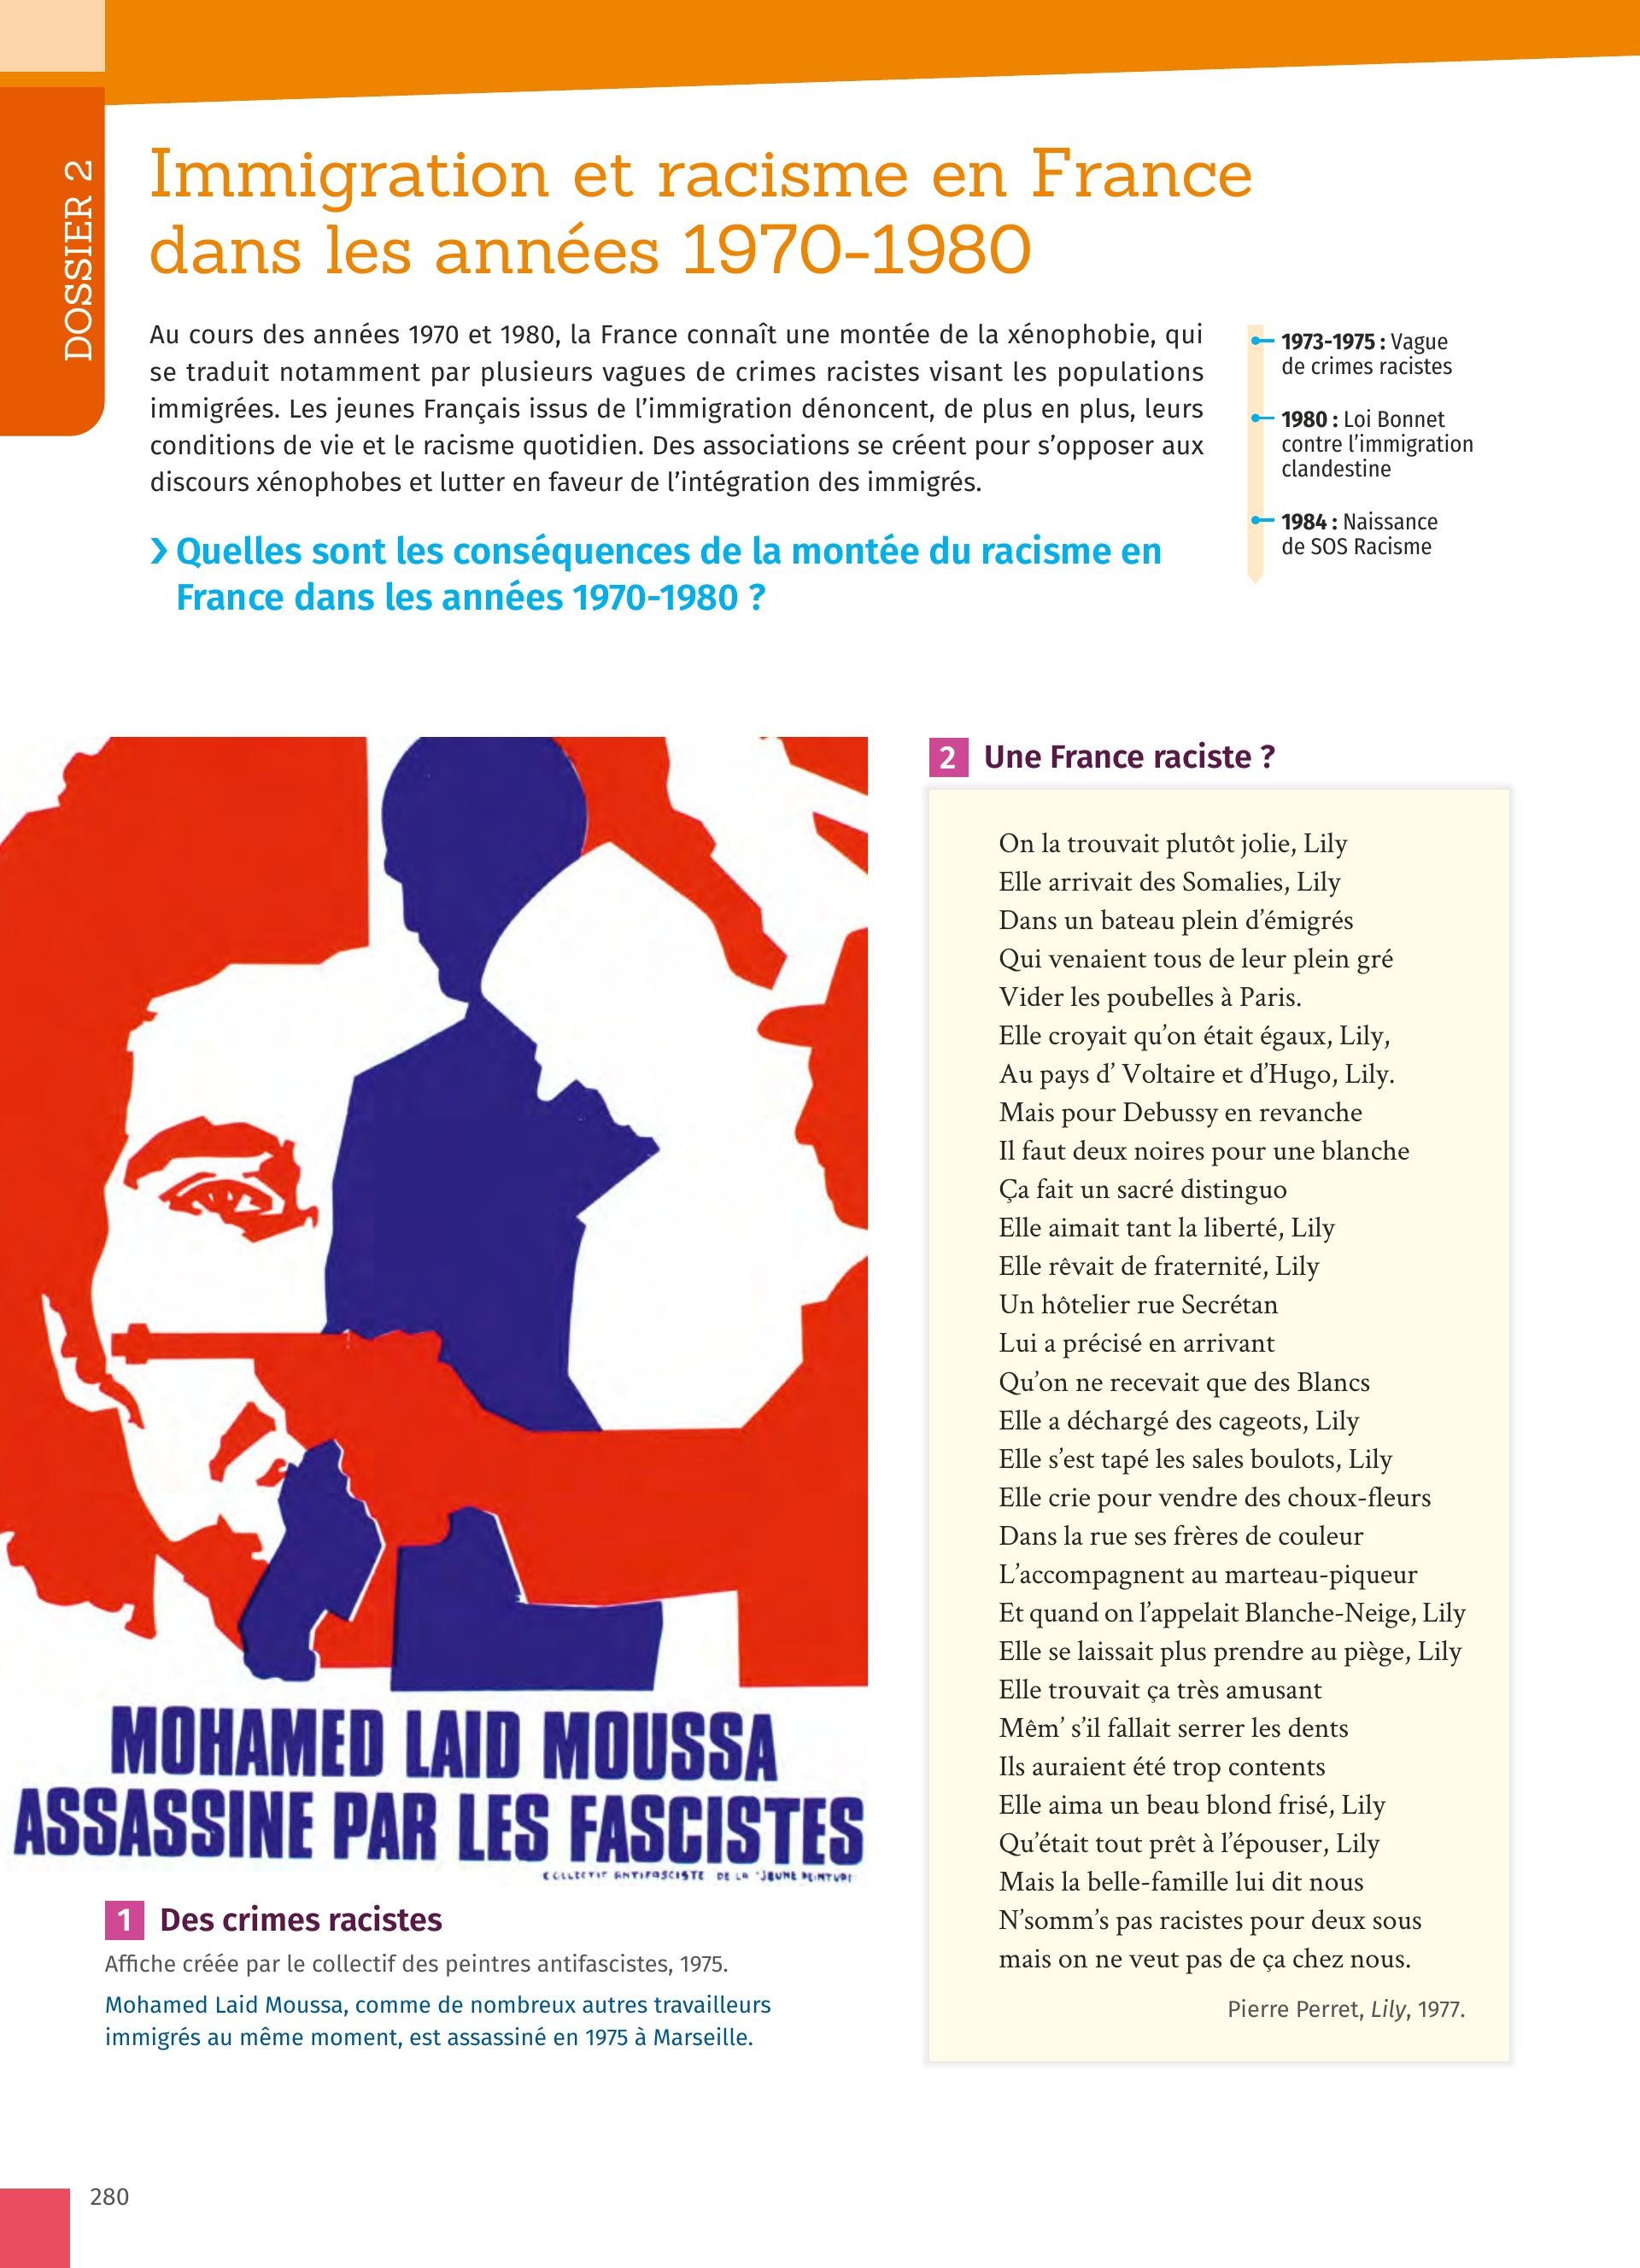 DOSSIER 2
Immigration et racisme en France
dans les années 1970-1980
Au cours des années 1970 et 1980, la France connaît une montée de la xénophobie, qui
se traduit notamment par plusieurs vagues de crimes racistes visant les populations
immigrées. Les jeunes Français issus de l’immigration dénoncent, de plus en plus, leurs
conditions de vie et le racisme quotidien. Des associations se créent pour s’opposer aux
discours xénophobes et lutter en faveur de l’intégration des immigrés.
› Quelles sont les conséquences de la montée du racisme en
France dans les années 1970-1980 ?
1973-1975 : Vague
de crimes racistes
1980 : Loi Bonnet
contre l’immigration
clandestine
1984 : Naissance
de SOS Racisme
MOHAMED LAID MOUSSA
ASSASSINE PAR LES FASCISTES
COLLECTIF ANTIFASCISTE DE LA "JEUNE PEINTURE"
1 Des crimes racistes
Affiche créée par le collectif des peintres antifascistes, 1975.
Mohamed Laid Moussa, comme de nombreux autres travailleurs
immigrés au même moment, est assassiné en 1975 à Marseille.
2 Une France raciste ?
On la trouvait plutôt jolie, Lily
Elle arrivait des Somalies, Lily
Dans un bateau plein d’émigrés
Qui venaient tous de leur plein gré
Vider les poubelles à Paris.
Elle croyait qu’on était égaux, Lily,
Au pays d’ Voltaire et d’Hugo, Lily.
Mais pour Debussy en revanche
Il faut deux noires pour une blanche
Ça fait un sacré distinguo
Elle aimait tant la liberté, Lily
Elle rêvait de fraternité, Lily
Un hôtelier rue Secrétan
Lui a précisé en arrivant
Qu’on ne recevait que des Blancs
Elle a déchargé des cageots, Lily
Elle s’est tapé les sales boulots, Lily
Elle crie pour vendre des choux-fleurs
Dans la rue ses frères de couleur
L’accompagnent au marteau-piqueur
Et quand on l’appelait Blanche-Neige, Lily
Elle se laissait plus prendre au piège, Lily
Elle trouvait ça très amusant
Mêm’ s’il fallait serrer les dents
Ils auraient été trop contents
Elle aima un beau blond frisé, Lily
Qu’était tout prêt à l’épouser, Lily
Mais la belle-famille lui dit nous
N’somm’s pas racistes pour deux sous
mais on ne veut pas de ça chez nous.
Pierre Perret, Lily, 1977.
280